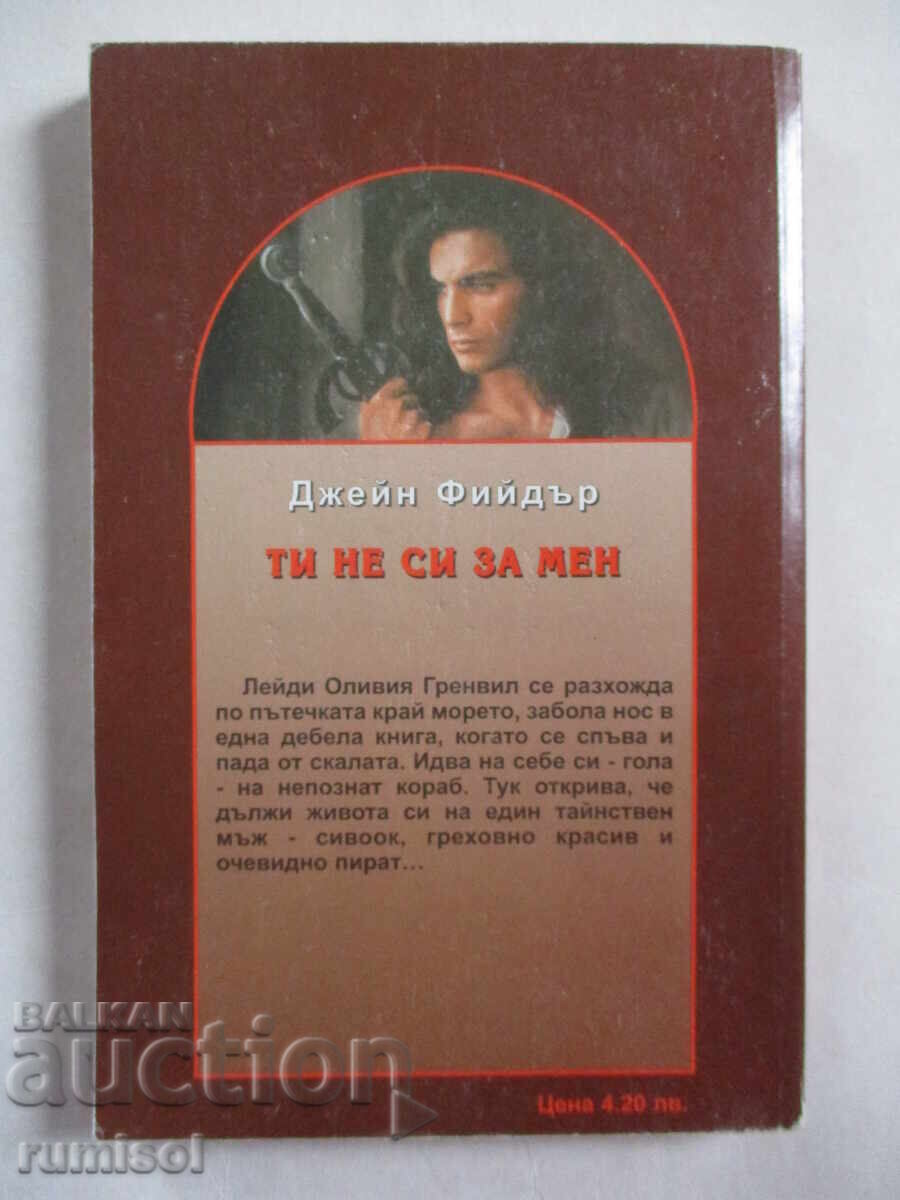 Джейн Фийдър
ТИ НЕ СИ ЗА МЕН
Лейди Оливия Гренвил се разхожда
по пътечката край морето, забола нос в
една дебела книга, когато се спъва и
пада от скалата. Идва на себе си - гола
- на непознат кораб. Тук открива, че
дължи живота си на един тайнствен
мъж - сивоок, греховно красив и
очевидно пират...
Цена 4.20 лв.
BALKAN
auction
rumisol